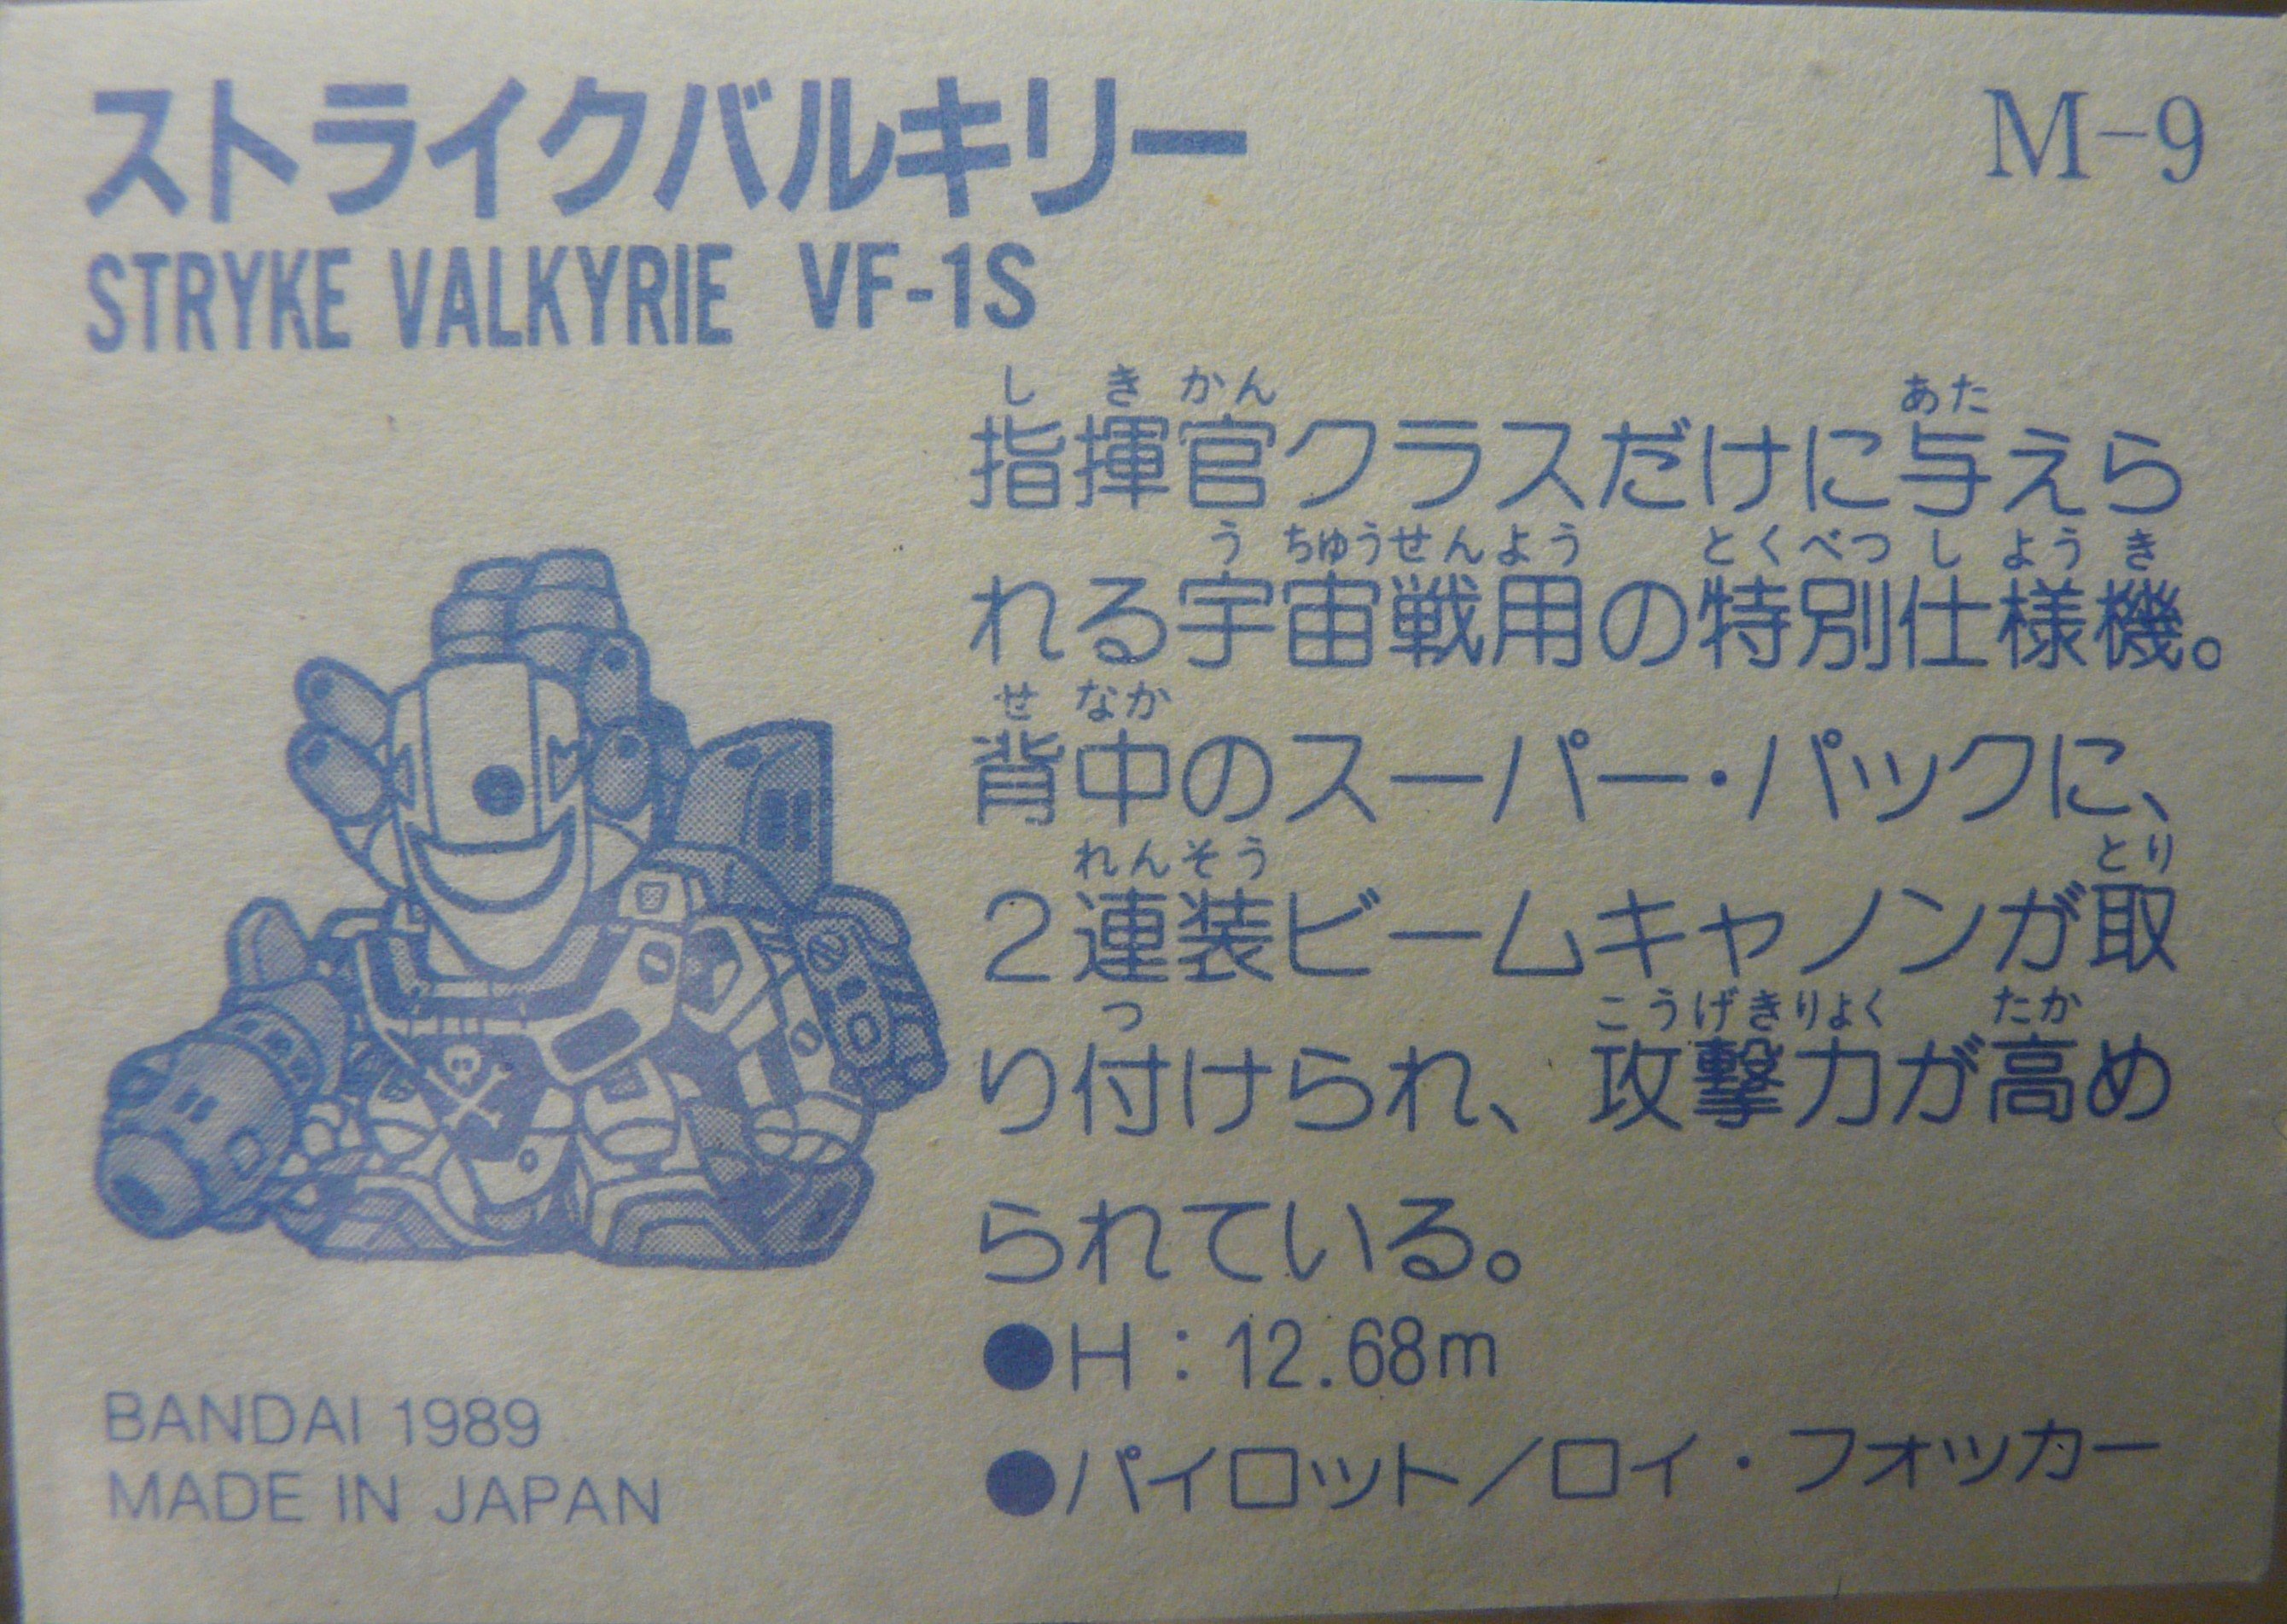 ストライクバルキリー
M-9
STRYKE VALKYRIE VF-1S
しきかん あた
指揮官クラスだけに与えら
うちゅうせんよう とくべつしようき
れる宇宙戦用の特別仕様機。
せなか
背中のスーパー・パックに、
れんそう とり
2連装ビームキャノンが取
つ こうげきりょく たか
り付けられ、攻撃力が高め
られている。
●H:12.68m
●パイロット/ロイ・フォッカー
BANDAI 1989
MADE IN JAPAN